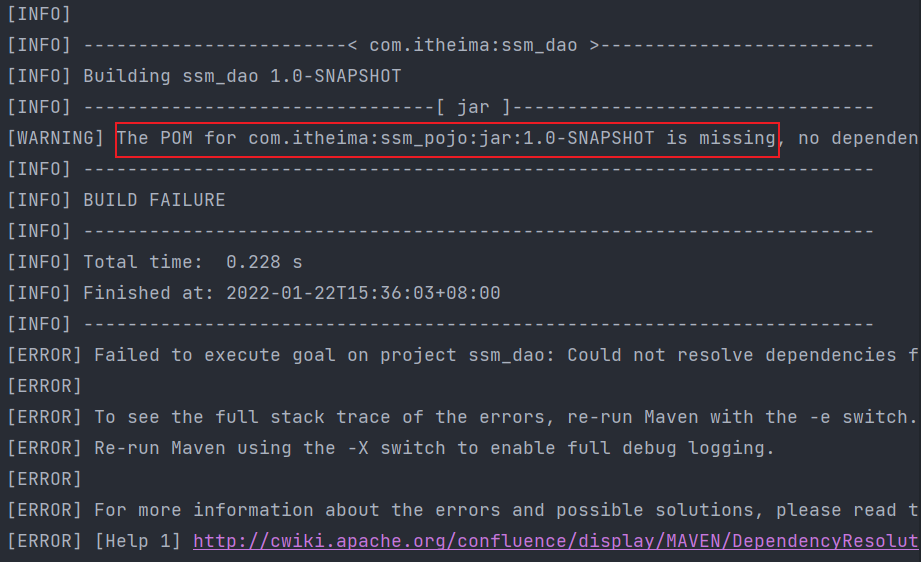 [INFO]
[INFO] ------------------------< com.itheima:ssm_dao >-------------------------
[INFO] Building ssm_dao 1.0-SNAPSHOT
[INFO] --------------------------------[ jar ]---------------------------------
[WARNING] The POM for com.itheima:ssm_pojo:jar:1.0-SNAPSHOT is missing, no dependen
[INFO] ------------------------------------------------------------------------
[INFO] BUILD FAILURE
[INFO] ------------------------------------------------------------------------
[INFO] Total time:  0.228 s
[INFO] Finished at: 2022-01-22T15:36:03+08:00
[INFO] ------------------------------------------------------------------------
[ERROR] Failed to execute goal on project ssm_dao: Could not resolve dependencies f
[ERROR]
[ERROR] To see the full stack trace of the errors, re-run Maven with the -e switch.
[ERROR] Re-run Maven using the -X switch to enable full debug logging.
[ERROR]
[ERROR] For more information about the errors and possible solutions, please read t
[ERROR] [Help 1] http://cwiki.apache.org/confluence/display/MAVEN/DependencyResolut